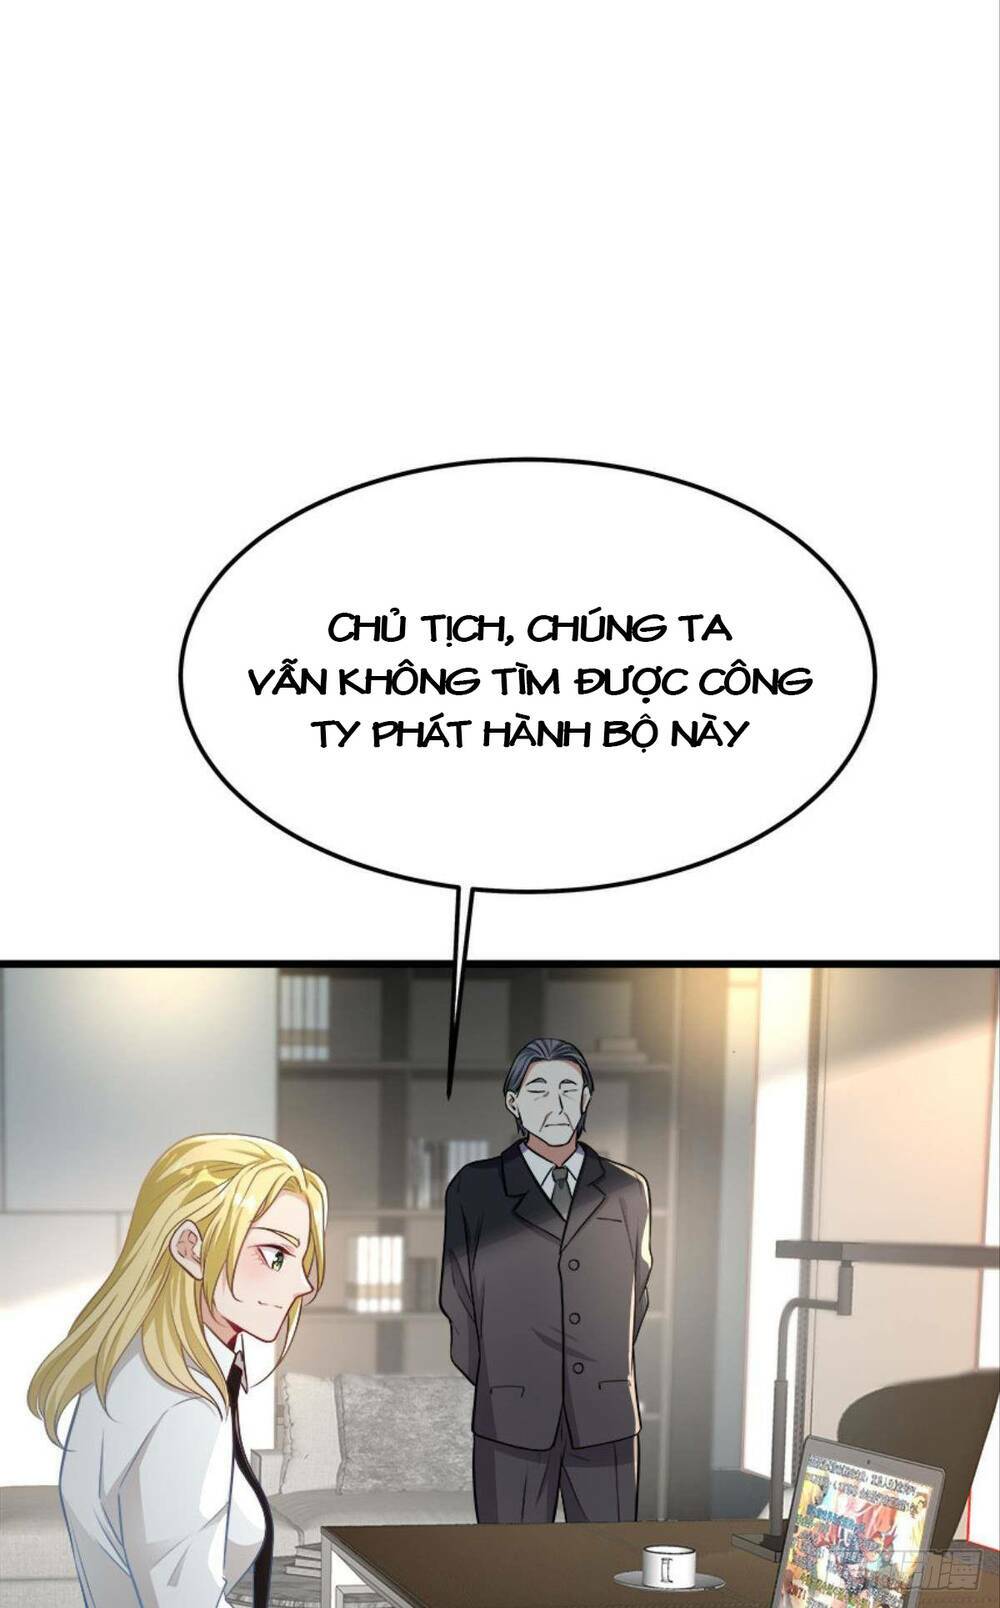 CHỦ TỊCH, CHÚNG TA
VẪN KHÔNG TÌM ĐƯỢC CÔNG
TY PHÁT HÀNH BỘ NÀY